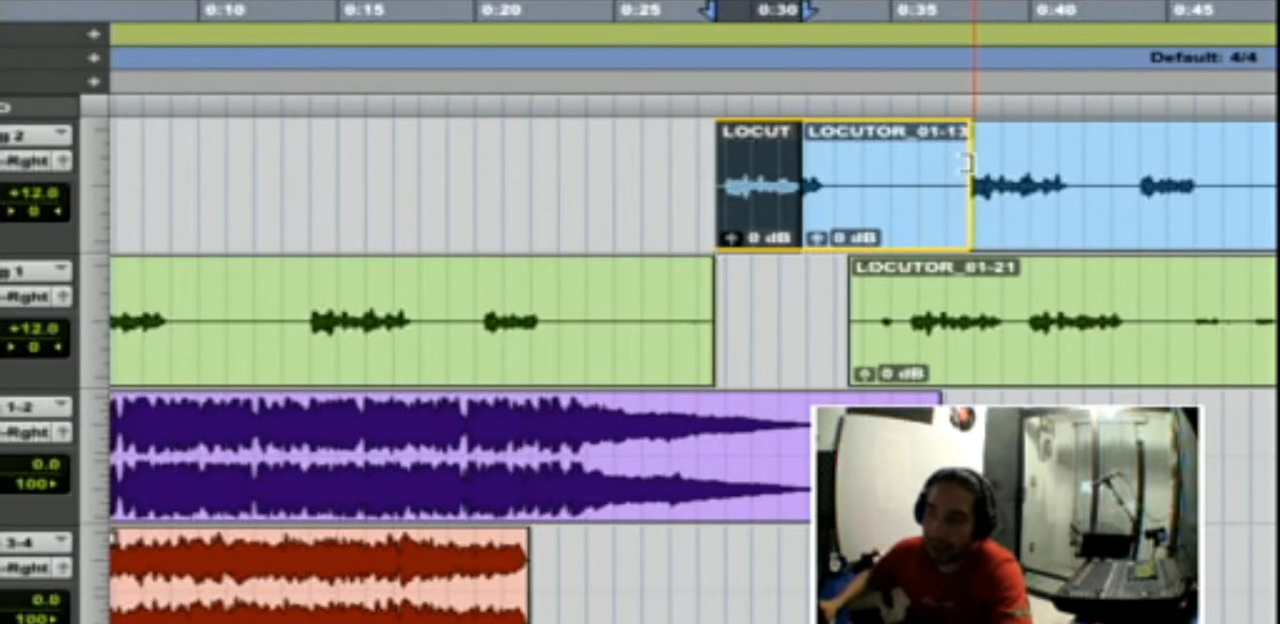 0:10 0:15 0:20 0:25 0:30 0:35 0:40 0:45
Default: 4/4
g 2
LOCUT LOCUTOR_01-13
-Rght
+12.0
0
0 dB 0 dB
g 1
LOCUTOR_01-21
-Rght
+12.0
0
0 dB
1-2
-Rght
0.0
100
3-4
-Rght
0.0
100